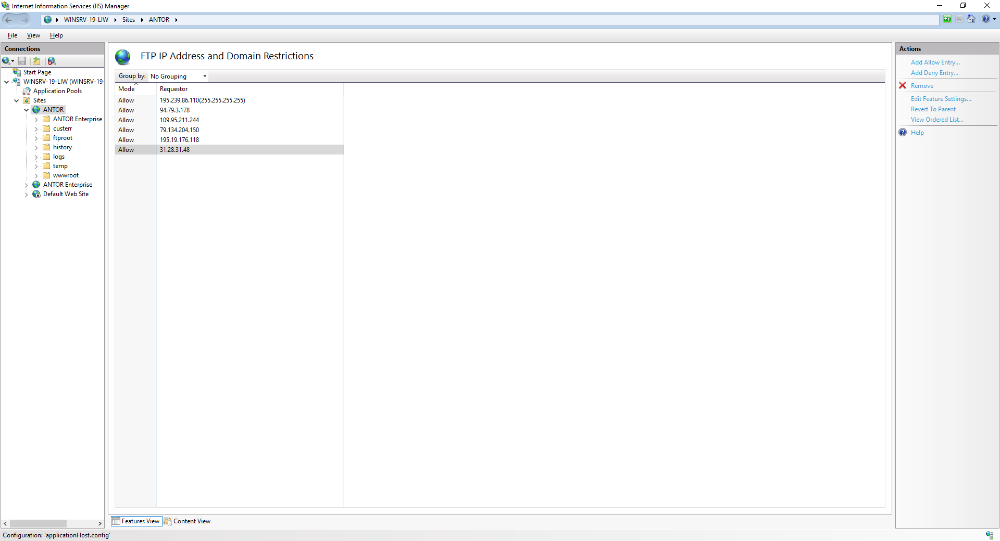 Internet Information Services (IIS) Manager
WINSRV-19-LIW Sites ANTOR
File View Help
Connections
Start Page
WINSRV-19-LIW (WINSRV-19-
Application Pools
Sites
ANTOR
ANTOR Enterprise
custerr
ftproot
history
logs
temp
wwwroot
ANTOR Enterprise
Default Web Site
FTP IP Address and Domain Restrictions
Group by: No Grouping
Mode Requestor
Allow 195.239.86.110(255.255.255.255)
Allow 94.79.3.178
Allow 109.95.211.244
Allow 79.134.204.150
Allow 195.19.176.118
Allow 31.28.31.48
Features View Content View
Actions
Add Allow Entry...
Add Deny Entry...
Remove
Edit Feature Settings...
Revert To Parent
View Ordered List...
Help
Configuration: 'applicationHost.config'